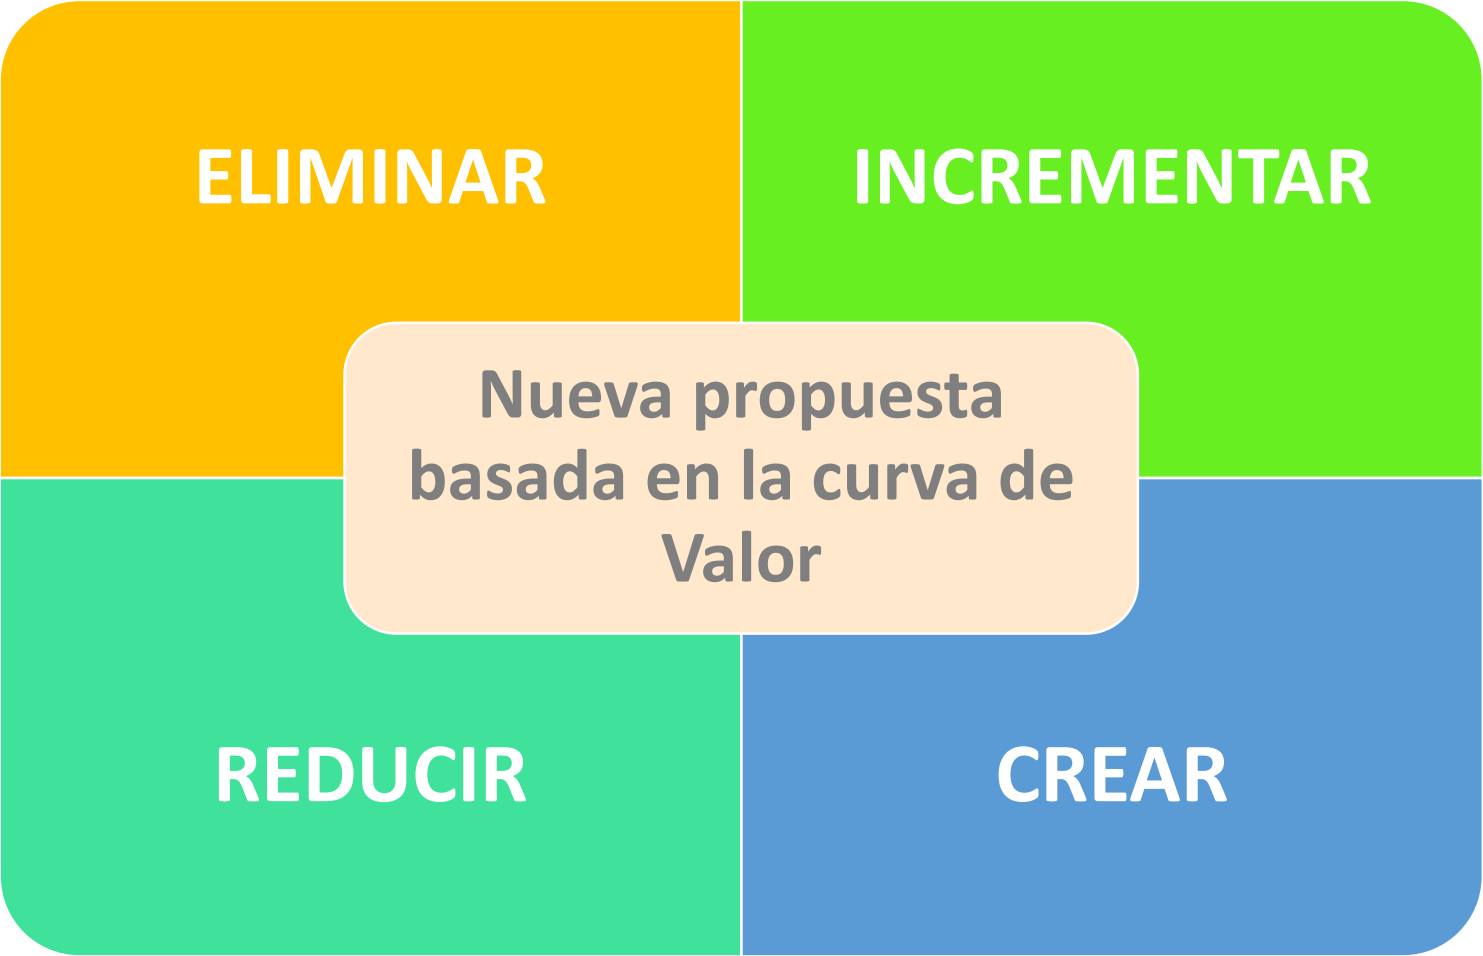 ELIMINAR
INCREMENTAR
Nueva propuesta
basada en la curva de
Valor
REDUCIR
CREAR